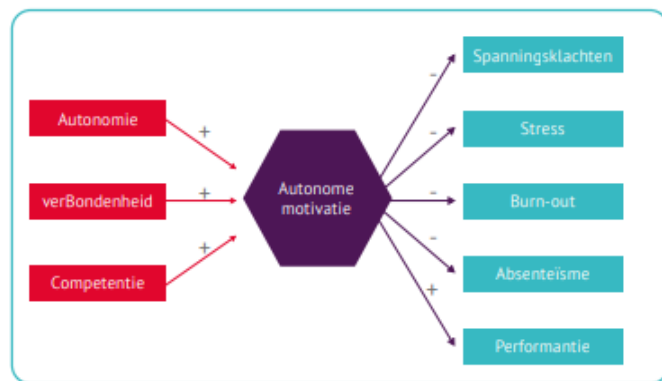 Autonomie
+
verBondenheid
+
Competentie
+
Autonome
motivatie
-
Spanningsklachten
-
Stress
-
Burn-out
-
Absenteïsme
+
Performantie